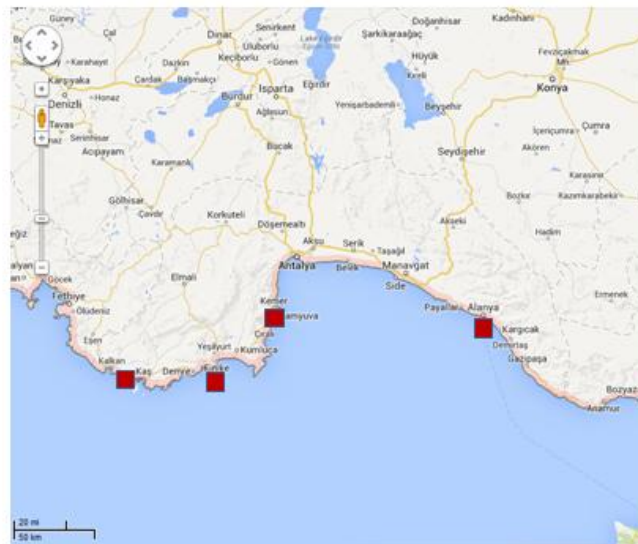 Güney
Çal
Dinar
Senirkent
Uluborlu
Gönen
Keçiborlu
Şarkikaraağaç
Doğanhisar
Hüyük
Kadınhanı
Karahayıt
Dazkırı
Çardak
Başmakçı
Eğirdir
Isparta
Fevziçakmak
Mh
Konya
Karşıyaka
Denizli
Honaz
Burdur
Ağlesun
Yenişarbademli
Beyşehir
Tavas
Serinhisar
Acıpayam
Bucak
Seydişehir
İçeriçumra
Çumra
Akören
Karamanlı
Karasınır
Gölhisar
Çavdır
Korkuteli
Bozkır
Kazımkarabekir
Döşemealtı
Aksu
Serik
Taşağıl
Akseki
Hadim
Antalya
Belek
Manavgat
Side
Göcek
Fethiye
Ölüdeniz
Elmalı
Kemer
Çamyuva
Payallar
Alanya
Ermenek
Esen
Yeşilyurt
Çıralı
Kumluca
Kargıcak
Demirtaş
Gazipaşa
Kalkan
Kaş
Demre
Finike
Anamur
20 mi
50 km